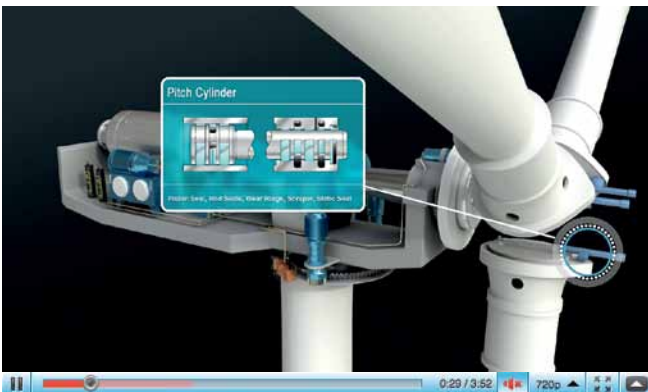 Pitch Cylinder
Piston Seal, Rod Seals, Wear Rings, Scraper, Static Seal
0:29 / 3:52
720p